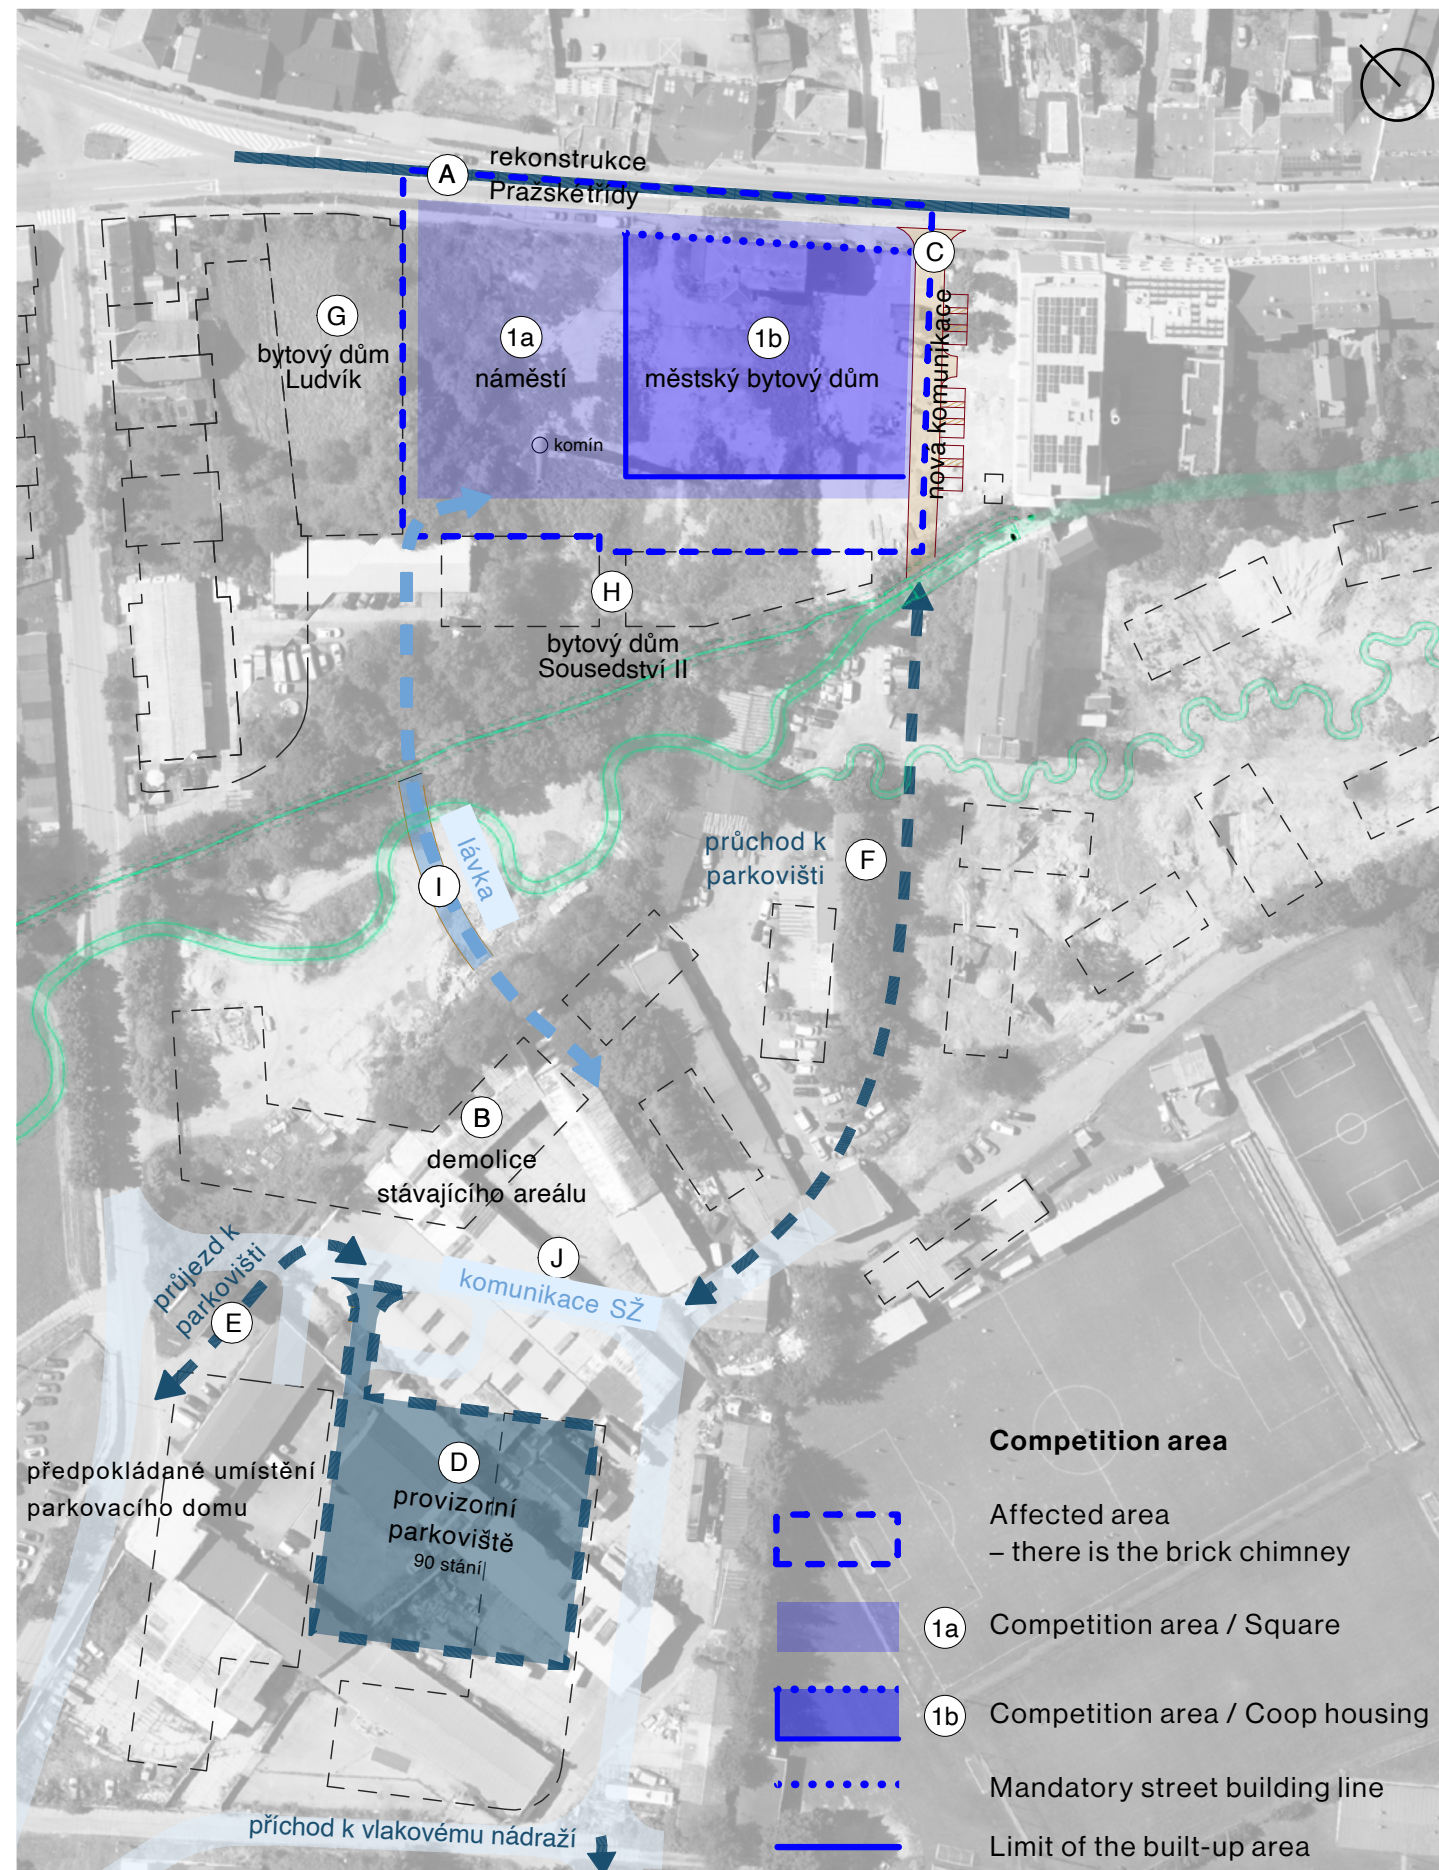 A
rekonstrukce
Pražské třídy
C
G
bytový dům
Ludvík
1a
náměstí
1b
městský bytový dům
komín
nova komunikace
H
bytový dům
Sousedství II
lávka
I
průchod k
parkovišti
F
B
demolice
stávajícího areálu
J
komunikace SŽ
průjezd k
parkovišti
E
předpokládané umístění
parkovacího domu
D
provizorní
parkoviště
90 stání
příchod k vlakovému nádraží
Competition area
Affected area
– there is the brick chimney
1a Competition area / Square
1b Competition area / Coop housing
Mandatory street building line
Limit of the built-up area